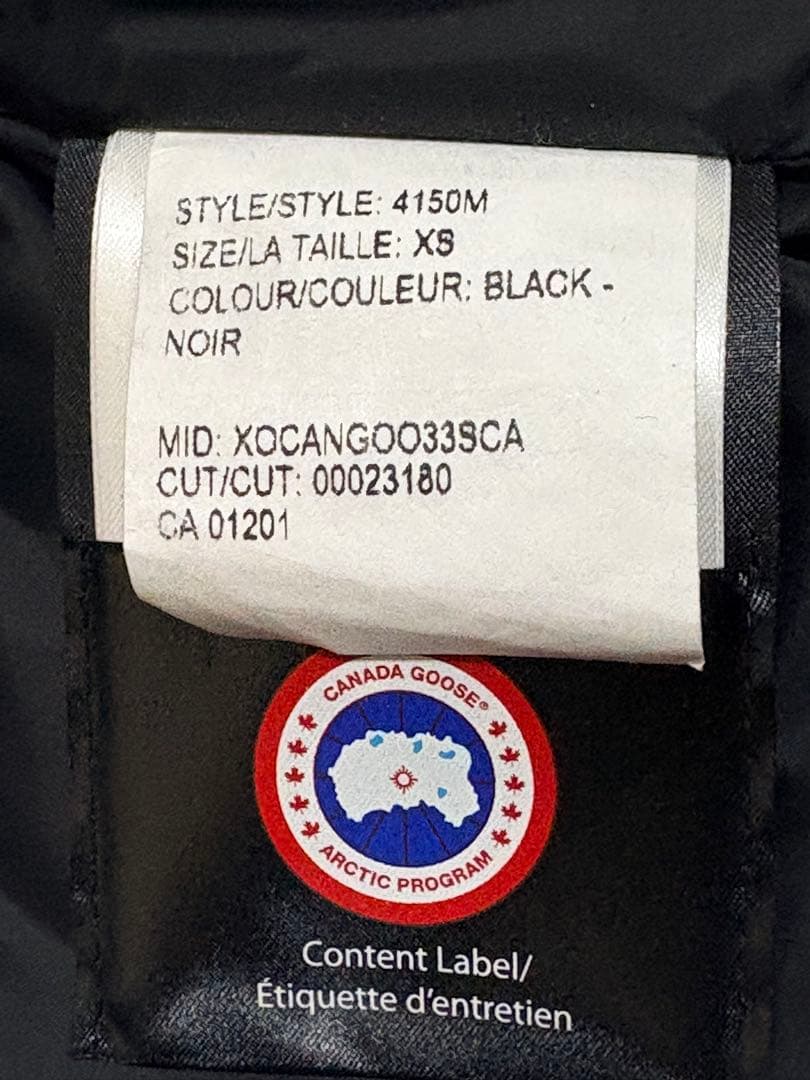 STYLE/STYLE: 4150M
SIZE/LA TAILLE: XS
COLOUR/COULEUR: BLACK -
NOIR
MID: XOCANGOO33SCA
CUT/CUT: 00023180
CA 01201
CANADA GOOSE®
ARCTIC PROGRAM
Content Label/
Étiquette d'entretien